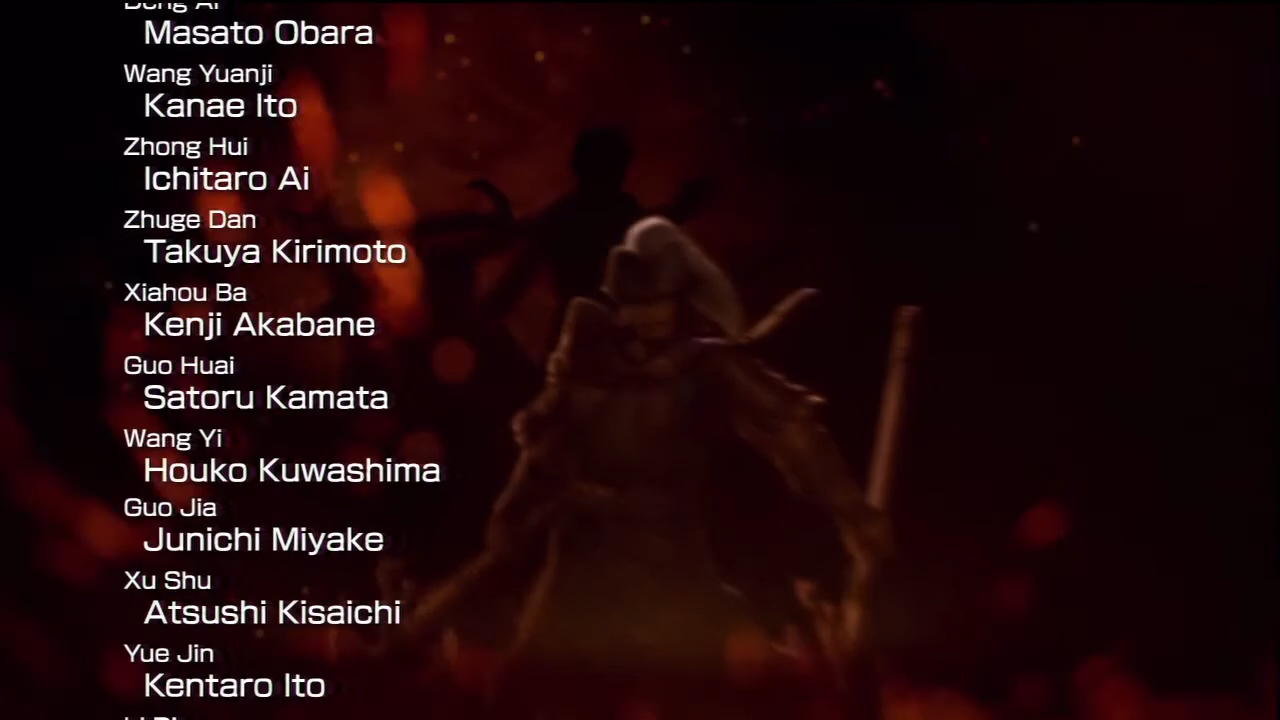 Masato Obara
Wang Yuanji
Kanae Ito
Zhong Hui
Ichitaro Ai
Zhuge Dan
Takuya Kirimoto
Xiahou Ba
Kenji Akabane
Guo Huai
Satoru Kamata
Wang Yi
Houko Kuwashima
Guo Jia
Junichi Miyake
Xu Shu
Atsushi Kisaichi
Yue Jin
Kentaro Ito